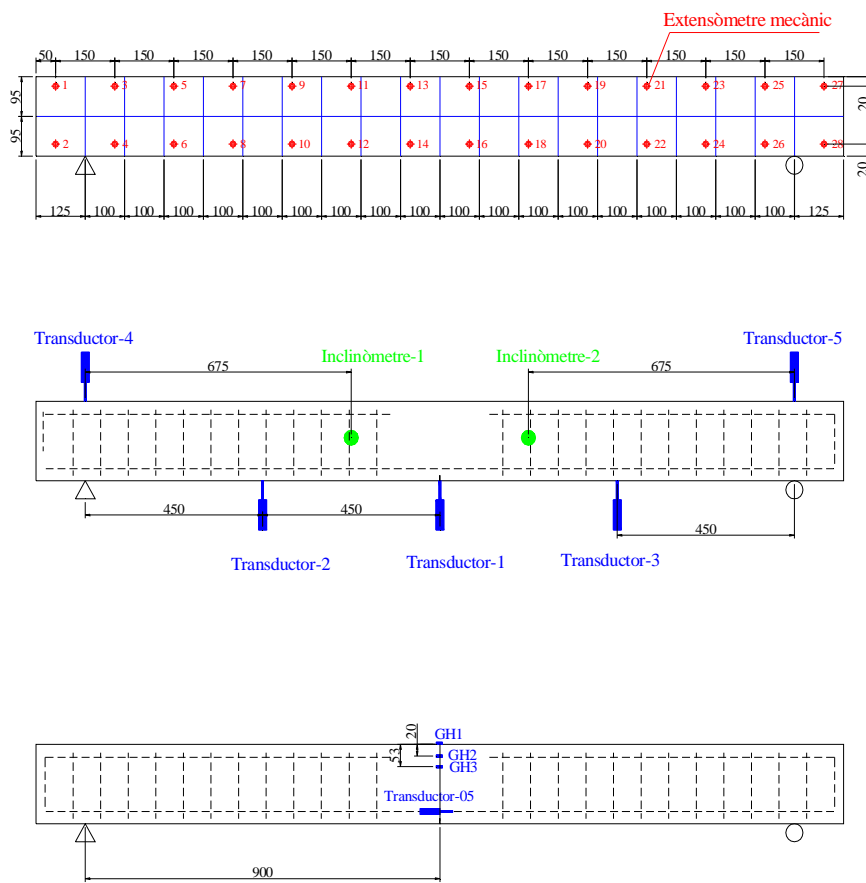 Extensòmetre mecànic
50 150 150 150 150 150 150 150 150 150 150 150 150 150
95 1 3 5 7 9 11 13 15 17 19 21 23 25 27 20
95 2 4 6 8 10 12 14 16 18 20 22 24 26 28 20
125 100 100 100 100 100 100 100 100 100 100 100 100 100 100 100 100 100 100 125
Transductor-4 Inclinòmetre-1 Inclinòmetre-2 Transductor-5
675 675
450 450 450
Transductor-2 Transductor-1 Transductor-3
20 GH1
53 GH2
GH3
Transductor-05
900